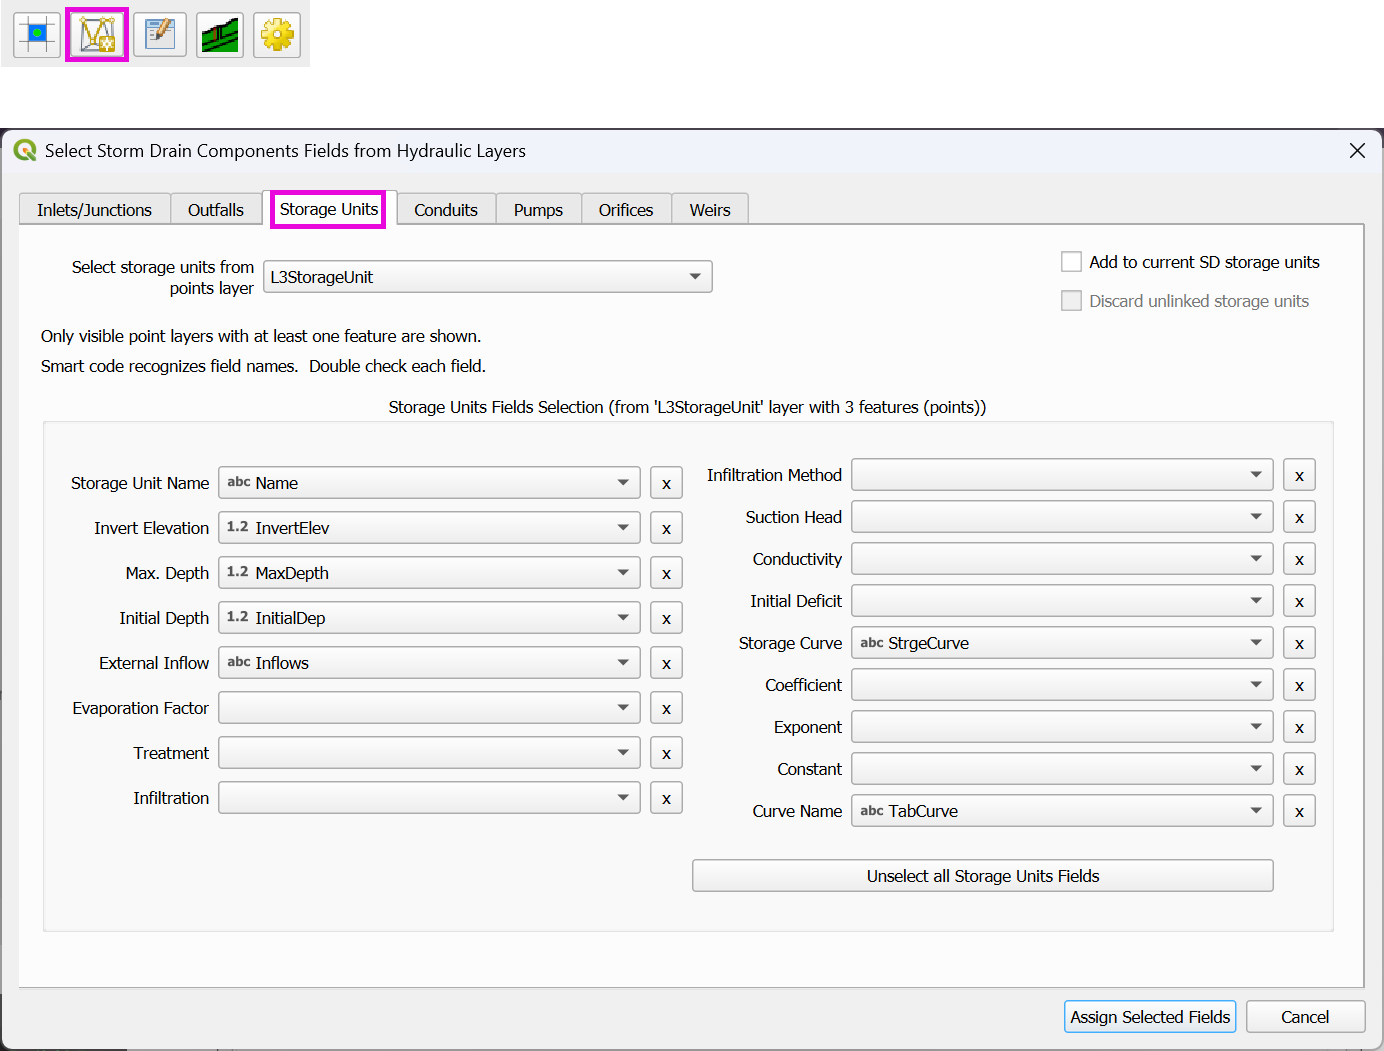 Select Storm Drain Components Fields from Hydraulic Layers
Inlets/Junctions
Outfalls
Storage Units
Conduits
Pumps
Orifices
Weirs
Select storage units from
points layer
L3StorageUnit
Add to current SD storage units
Discard unlinked storage units
Only visible point layers with at least one feature are shown.
Smart code recognizes field names.  Double check each field.
Storage Units Fields Selection (from 'L3StorageUnit' layer with 3 features (points))
Storage Unit Name abc Name x
Invert Elevation 1.2 InvertElev x
Max. Depth 1.2 MaxDepth x
Initial Depth 1.2 InitialDep x
External Inflow abc Inflows x
Evaporation Factor x
Treatment x
Infiltration x
Infiltration Method x
Suction Head x
Conductivity x
Initial Deficit x
Storage Curve abc StrgeCurve x
Coefficient x
Exponent x
Constant x
Curve Name abc TabCurve x
Unselect all Storage Units Fields
Assign Selected Fields
Cancel